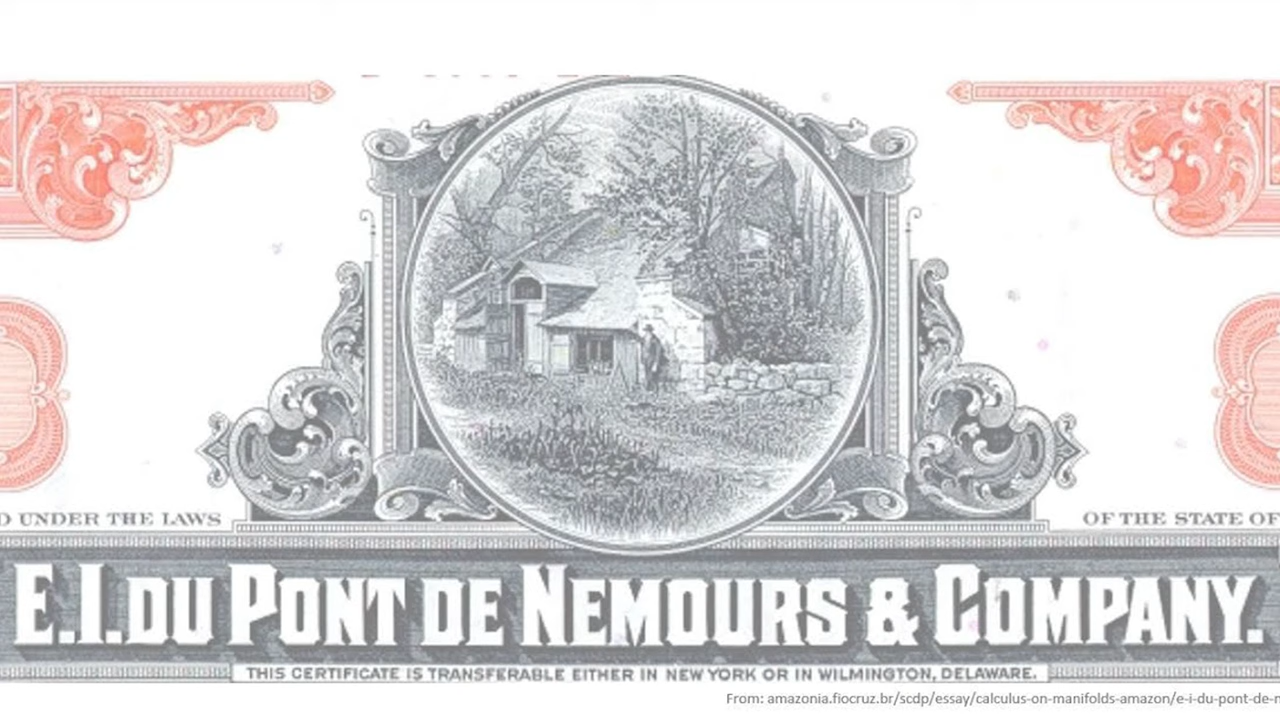 D UNDER THE LAWS
OF THE STATE OF
E.I. DU PONT DE NEMOURS & COMPANY.
THIS CERTIFICATE IS TRANSFERABLE EITHER IN NEW YORK OR IN WILMINGTON, DELAWARE.
From: amazonia.fiocruz.br/scdp/essay/calculus-on-manifolds-amazon/e-i-du-pont-de-n